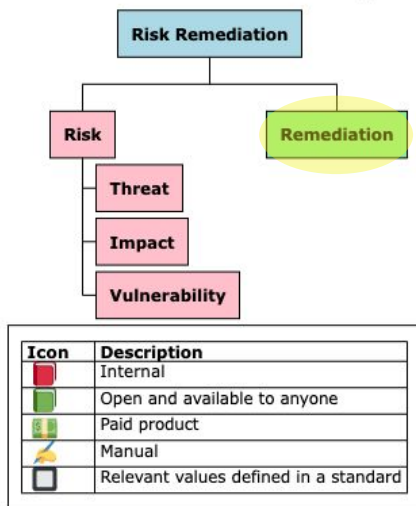 Risk Remediation
Risk
Remediation
Threat
Impact
Vulnerability
Icon Description
Internal
Open and available to anyone
Paid product
Manual
Relevant values defined in a standard